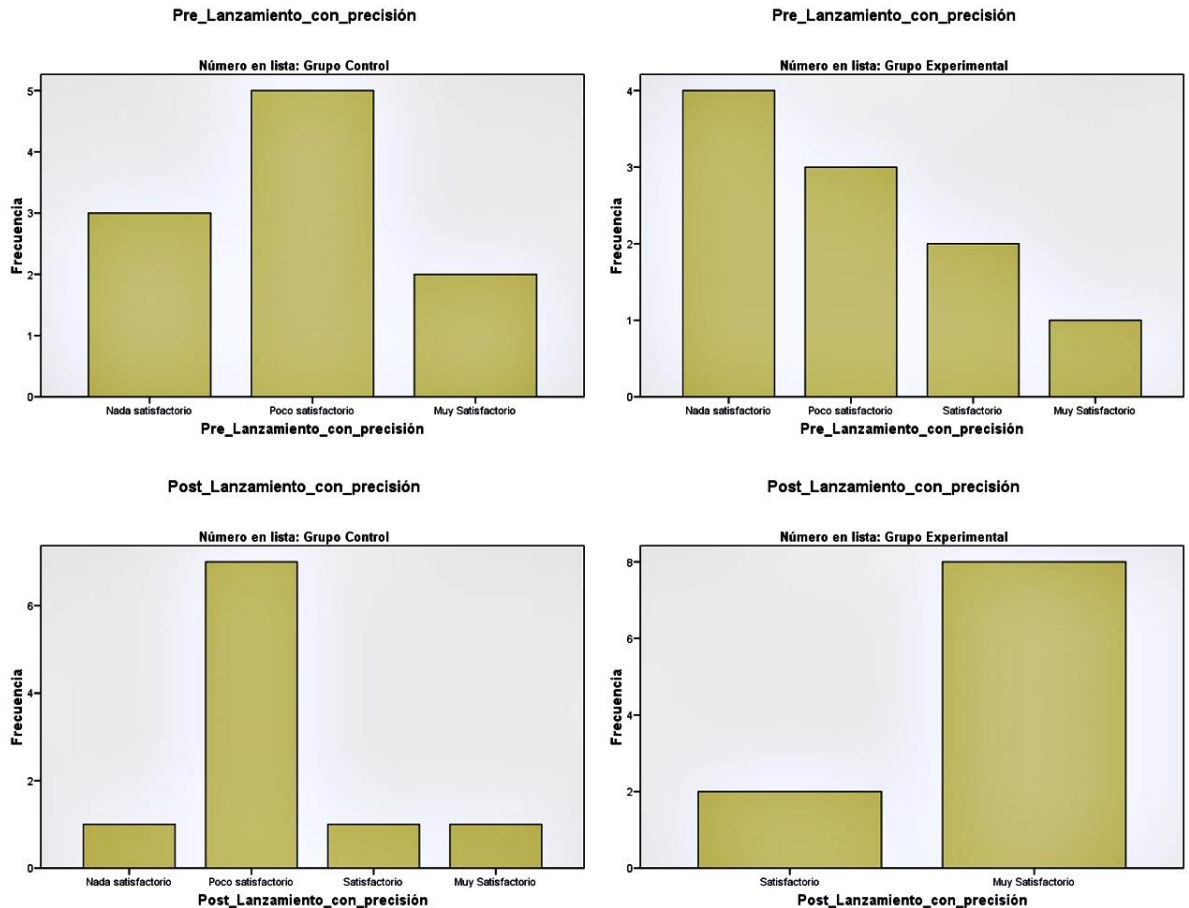 Pre_Lanzamiento_con_precisión
Número en lista: Grupo Control
Frecuencia
5
4
3
2
1
0
Nada satisfactorio Poco satisfactorio Muy Satisfactorio
Pre_Lanzamiento_con_precisión
Pre_Lanzamiento_con_precisión
Número en lista: Grupo Experimental
Frecuencia
4
3
2
1
0
Nada satisfactorio Poco satisfactorio Satisfactorio Muy Satisfactorio
Pre_Lanzamiento_con_precisión
Post_Lanzamiento_con_precisión
Número en lista: Grupo Control
Frecuencia
6
4
2
0
Nada satisfactorio Poco satisfactorio Satisfactorio Muy Satisfactorio
Post_Lanzamiento_con_precisión
Post_Lanzamiento_con_precisión
Número en lista: Grupo Experimental
Frecuencia
8
6
4
2
0
Satisfactorio Muy Satisfactorio
Post_Lanzamiento_con_precisión